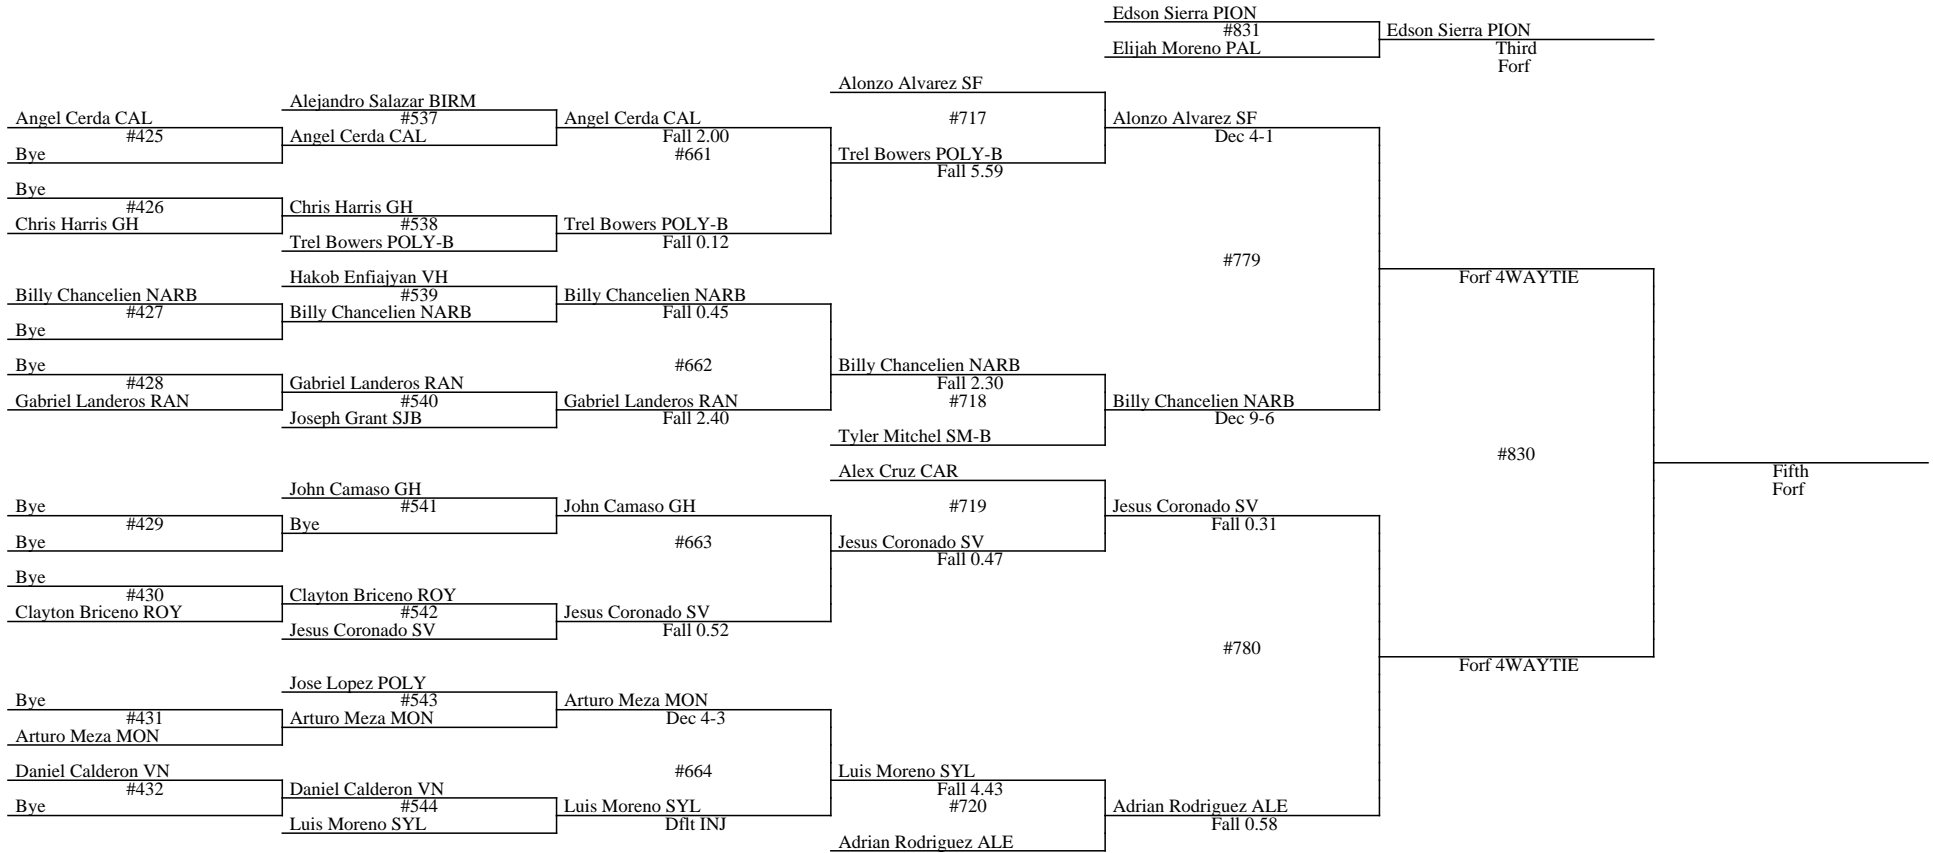 Edson Sierra PION
#831
Elijah Moreno PAL
Edson Sierra PION
Third
Forf
Angel Cerda CAL
#425
Bye
Bye
#426
Chris Harris GH
Billy Chancelien NARB
#427
Bye
Bye
#428
Gabriel Landeros RAN
Bye
#429
Bye
Bye
#430
Clayton Briceno ROY
Bye
#431
Arturo Meza MON
Daniel Calderon VN
#432
Bye
Alejandro Salazar BIRM
#537
Angel Cerda CAL
Chris Harris GH
#538
Trel Bowers POLY-B
Hakob Enfiajyan VH
#539
Billy Chancelien NARB
Gabriel Landeros RAN
#540
Joseph Grant SJB
John Camaso GH
#541
Bye
Clayton Briceno ROY
#542
Jesus Coronado SV
Jose Lopez POLY
#543
Arturo Meza MON
Daniel Calderon VN
#544
Luis Moreno SYL
Angel Cerda CAL
Fall 2.00
#661
Trel Bowers POLY-B
Fall 0.12
Billy Chancelien NARB
Fall 0.45
#662
Gabriel Landeros RAN
Fall 2.40
John Camaso GH
#663
Jesus Coronado SV
Fall 0.52
Arturo Meza MON
Dec 4-3
#664
Luis Moreno SYL
Dflt INJ
Alonzo Alvarez SF
#717
Trel Bowers POLY-B
Fall 5.59
Billy Chancelien NARB
Fall 2.30
#718
Tyler Mitchel SM-B
Alex Cruz CAR
#719
Jesus Coronado SV
Fall 0.47
Luis Moreno SYL
Fall 4.43
#720
Adrian Rodriguez ALE
Alonzo Alvarez SF
Dec 4-1
#779
Billy Chancelien NARB
Dec 9-6
Jesus Coronado SV
Fall 0.31
#780
Adrian Rodriguez ALE
Fall 0.58
Forf 4WAYTIE
#830
Forf 4WAYTIE
Fifth
Forf